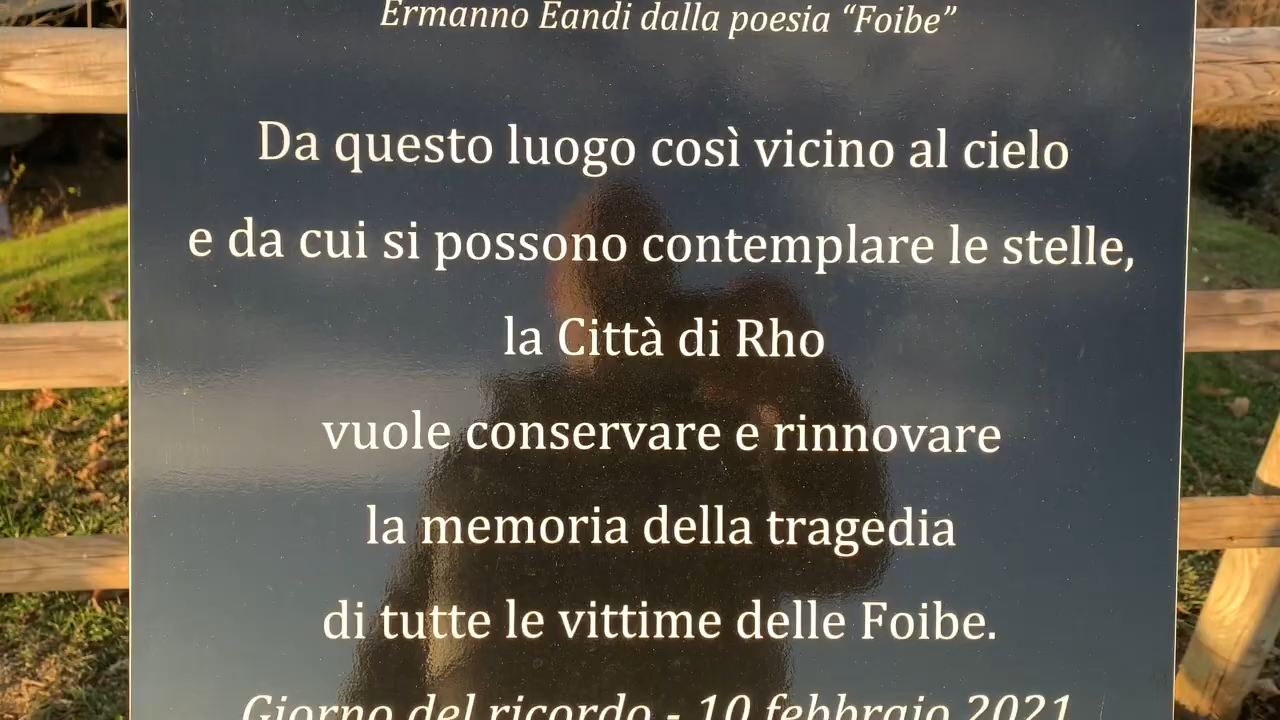 Ermanno Eandi dalla poesia “Foibe”
Da questo luogo così vicino al cielo
e da cui si possono contemplare le stelle,
la Città di Rho
vuole conservare e rinnovare
la memoria della tragedia
di tutte le vittime delle Foibe.
Giorno del ricordo - 10 febbraio 2021